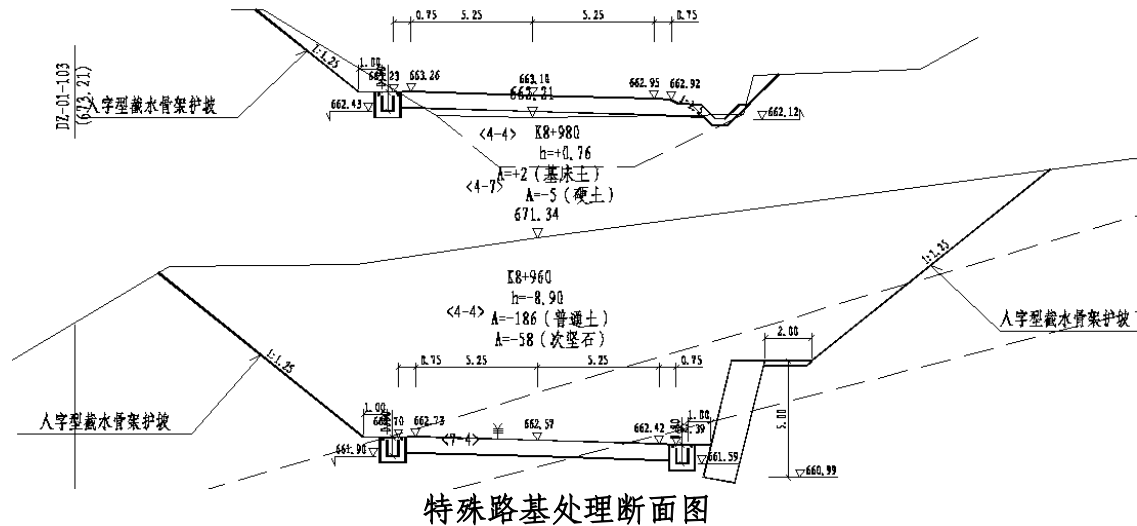 0.75 5.25 5.25 0.75
1:1.25
1.00
663.26 663.10 662.95 662.92
662.21
662.43
662.12
人字型截水骨架护坡
DZ-01-103
(673.21)
<4-4> K8+980
h=+0.76
A=+2(基床土)
<4-7>
A=-5(硬土)
671.34
K8+960
h=-8.90
<4-4>
A=-186(普通土)
A=-58(次坚石)
1:1.25
人字型截水骨架护坡
2.00
0.75 5.25 5.25 0.75
1:1.25
5.00
人字型截水骨架护坡
1.00 1.00
662.73 662.57 662.42
<7-4>
661.90 661.59
660.99
特殊路基处理断面图